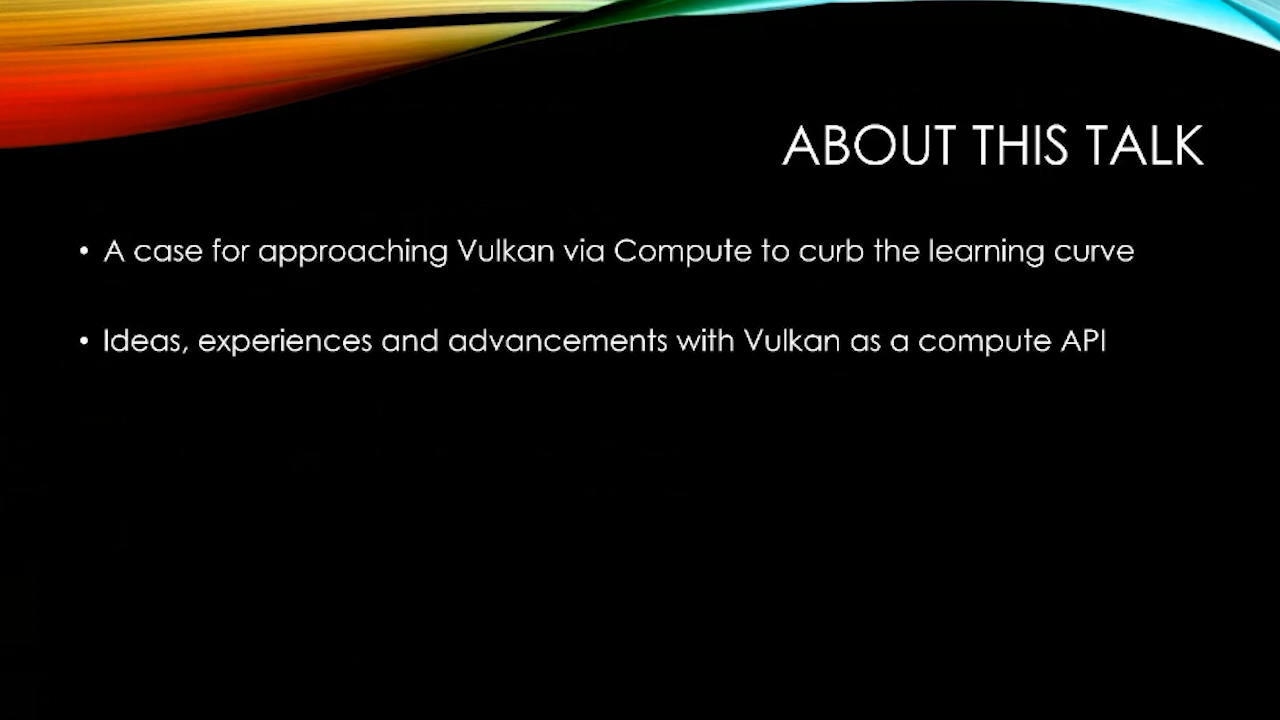 ABOUT THIS TALK
• A case for approaching Vulkan via Compute to curb the learning curve
• Ideas, experiences and advancements with Vulkan as a compute API